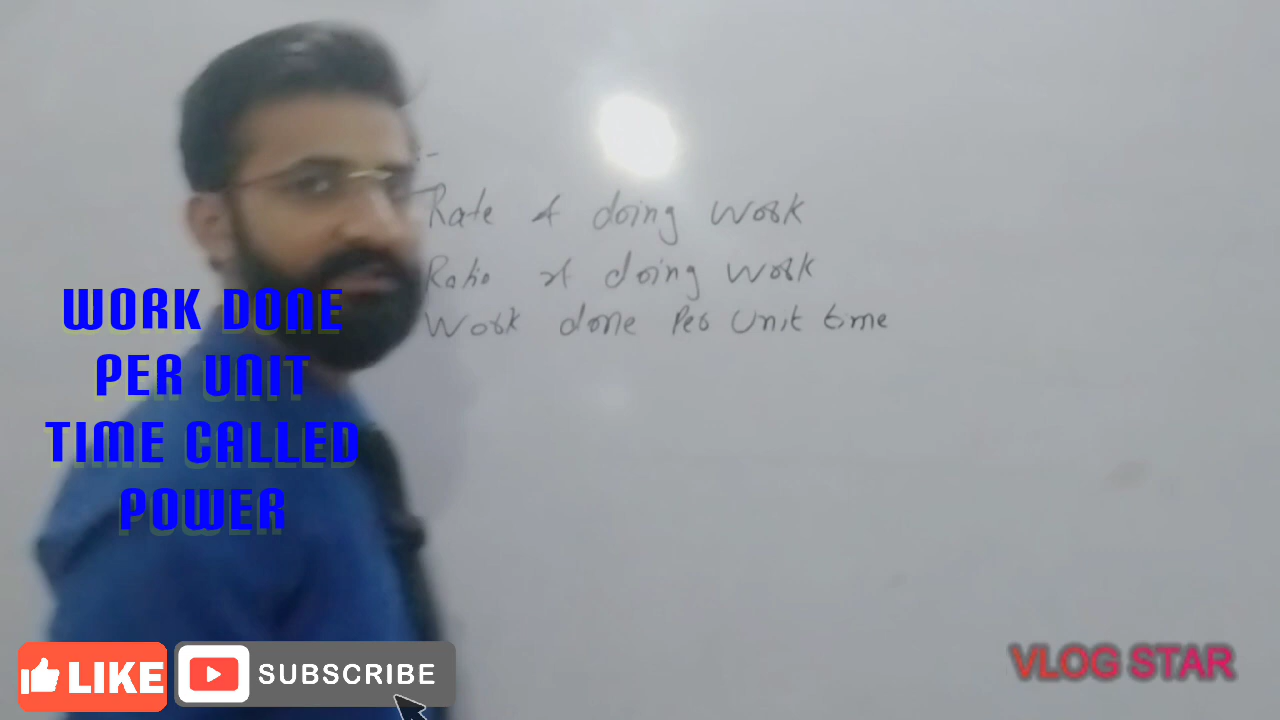 :-
Rate of doing work
Ratio of doing work
Work done Per Unit time
WORK DONE
PER UNIT
TIME CALLED
POWER
LIKE
SUBSCRIBE
VLOG STAR